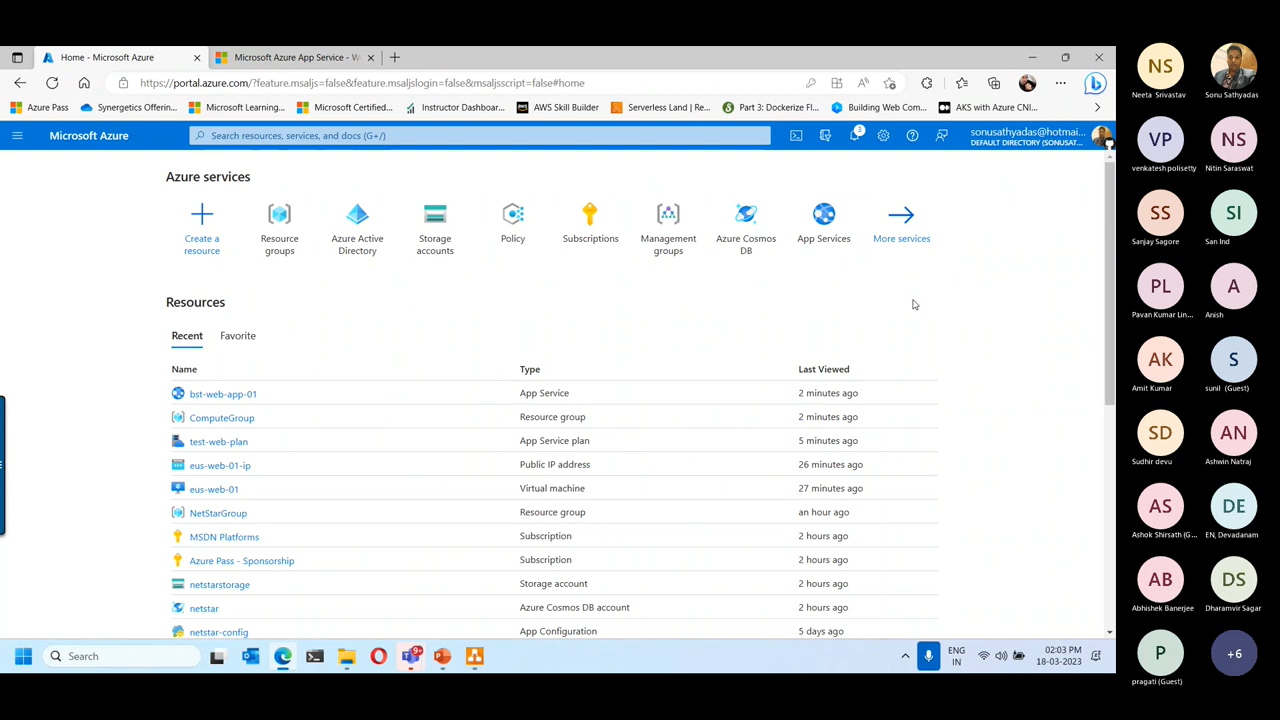 Home - Microsoft Azure
Microsoft Azure App Service - W
https://portal.azure.com/?feature.msaljs=false&feature.msaljslogin=false&msaljsscript=false#home
Azure Pass
Synergetics Offering...
Microsoft Learning...
Microsoft Certified...
Instructor Dashboar...
AWS Skill Builder
Serverless Land | Re...
Part 3: Dockerize Fl...
Building Web Com...
AKS with Azure CNI...
Microsoft Azure
Search resources, services, and docs (G+/)
3
sonusathyadas@hotmai...
DEFAULT DIRECTORY (SONUSAT...
Azure services
Create a
resource
Resource
groups
Azure Active
Directory
Storage
accounts
Policy
Subscriptions
Management
groups
Azure Cosmos
DB
App Services
More services
Resources
Recent
Favorite
Name Type Last Viewed
bst-web-app-01 App Service 2 minutes ago
ComputeGroup Resource group 2 minutes ago
test-web-plan App Service plan 5 minutes ago
eus-web-01-ip Public IP address 26 minutes ago
eus-web-01 Virtual machine 27 minutes ago
NetStarGroup Resource group an hour ago
MSDN Platforms Subscription 2 hours ago
Azure Pass - Sponsorship Subscription 2 hours ago
netstarstorage Storage account 2 hours ago
netstar Azure Cosmos DB account 2 hours ago
netstar-config App Configuration 5 days ago
Search
9+
ENG
IN
02:03 PM
18-03-2023
NS
Neeta Srivastav
Sonu Sathyadas
VP
venkatesh polisetty
NS
Nitin Saraswat
SS
Sanjay Sagore
SI
San Ind
PL
Pavan Kumar Lin...
A
Anish
AK
Amit Kumar
S
sunil (Guest)
SD
Sudhir devu
AN
Ashwin Natraj
AS
Ashok Shirsath (G...
DE
EN, Devadanam
AB
Abhishek Banerjee
DS
Dharamvir Sagar
P
pragati (Guest)
+6